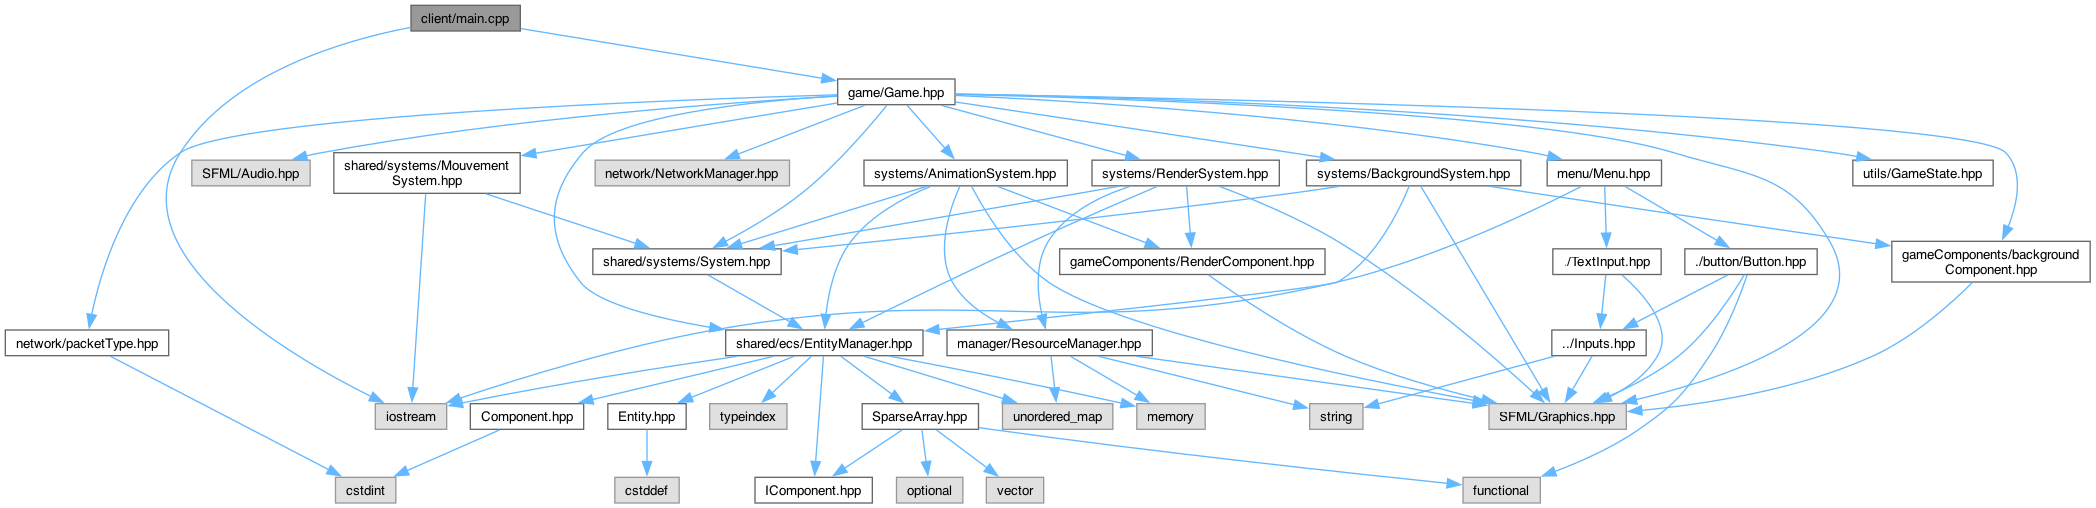 client/main.cpp
game/Game.hpp
SFML/Audio.hpp
shared/systems/Mouvement
System.hpp
network/NetworkManager.hpp
systems/AnimationSystem.hpp
systems/RenderSystem.hpp
systems/BackgroundSystem.hpp
menu/Menu.hpp
utils/GameState.hpp
shared/systems/System.hpp
gameComponents/RenderComponent.hpp
./TextInput.hpp
./button/Button.hpp
gameComponents/background
Component.hpp
network/packetType.hpp
shared/ecs/EntityManager.hpp
manager/ResourceManager.hpp
../Inputs.hpp
iostream
Component.hpp
Entity.hpp
typeindex
SparseArray.hpp
unordered_map
memory
string
SFML/Graphics.hpp
cstdint
cstddef
IComponent.hpp
optional
vector
functional